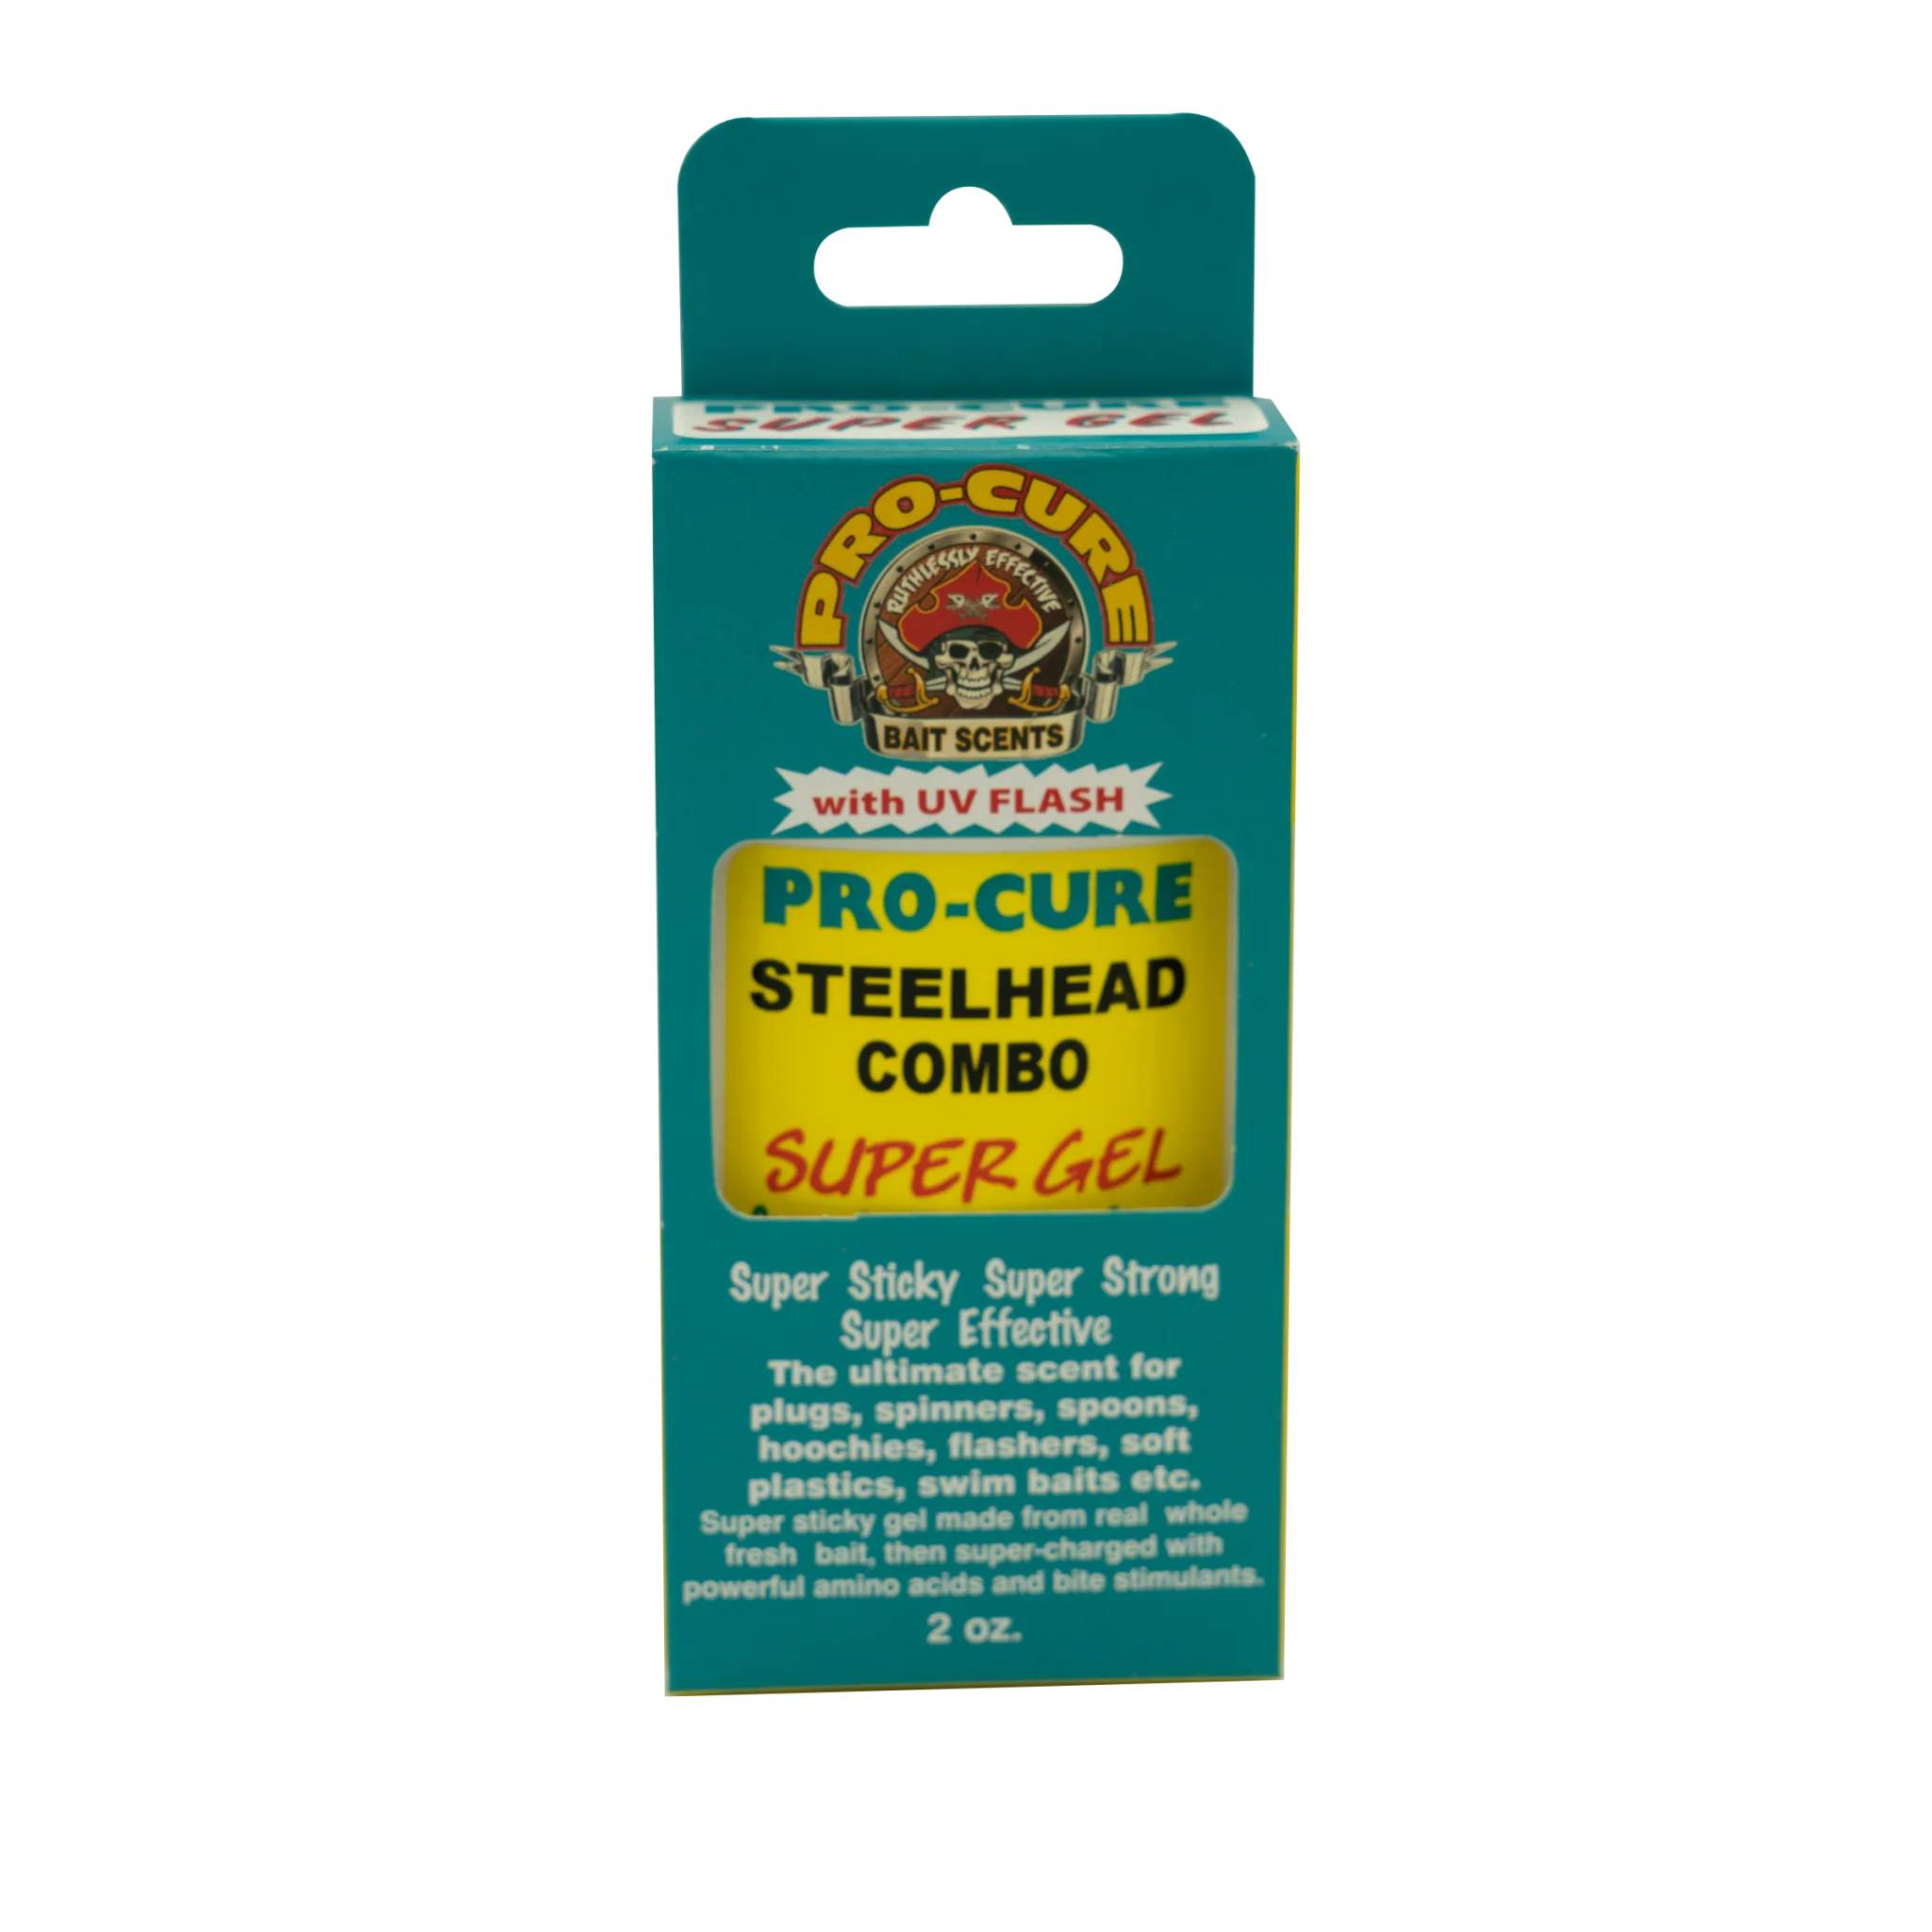 PRO-CURE
SUPER GEL
PRO-CURE
RUTHLESSLY EFFECTIVE
BAIT SCENTS
with UV FLASH
PRO-CURE
STEELHEAD
COMBO
SUPER GEL
Super Sticky Super Strong
Super Effective
The ultimate scent for
plugs, spinners, spoons,
hoochies, flashers, soft
plastics, swim baits etc.
Super sticky gel made from real whole
fresh bait, then super-charged with
powerful amino acids and bite stimulants.
2 oz.